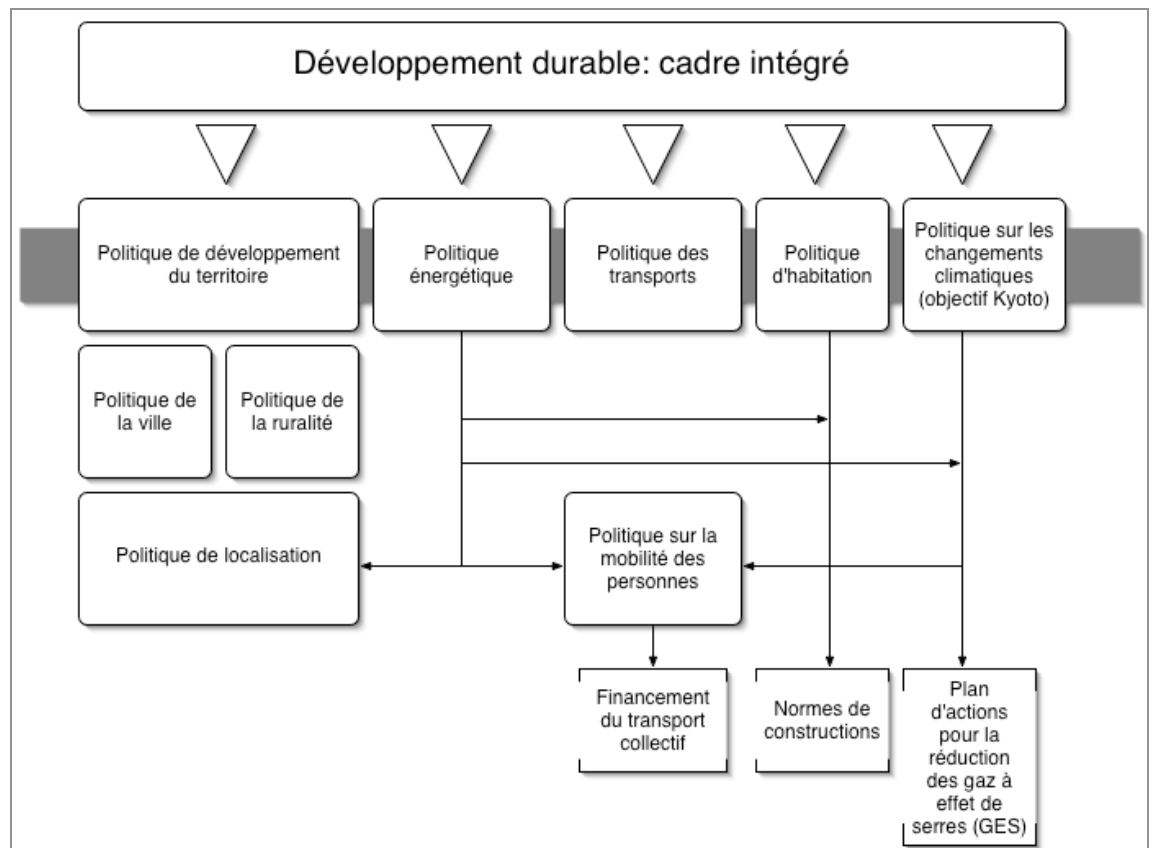 Développement durable: cadre intégré
Politique de développement
du territoire
Politique
énergétique
Politique des
transports
Politique
d'habitation
Politique sur les
changements
climatiques
(objectif Kyoto)
Politique de
la ville
Politique de
la ruralité
Politique de localisation
Politique sur la
mobilité des
personnes
Financement
du transport
collectif
Normes de
constructions
Plan
d'actions
pour la
réduction
des gaz à
effet de
serres (GES)